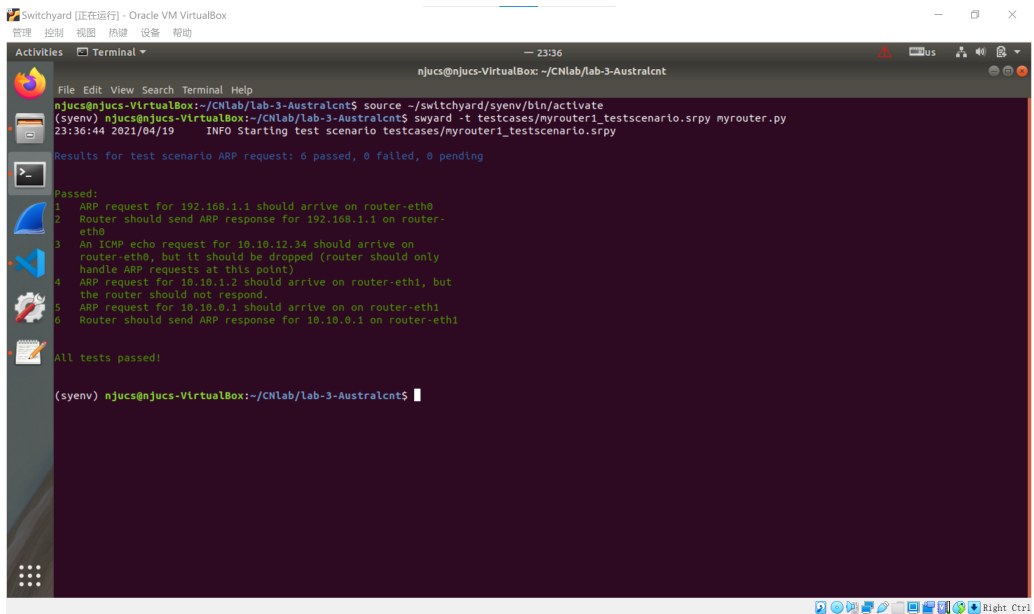 Switchyard [正在运行] - Oracle VM VirtualBox
管理 控制 视图 热键 设备 帮助
Activities Terminal — 23:36 us
njucs@njucs-VirtualBox: ~/CNlab/lab-3-Australcnt
File Edit View Search Terminal Help
njucs@njucs-VirtualBox:~/CNlab/lab-3-Australcnt$ source ~/switchyard/syenv/bin/activate
(syenv) njucs@njucs-VirtualBox:~/CNlab/lab-3-Australcnt$ swyard -t testcases/myrouter1_testscenario.srpy myrouter.py
23:36:44 2021/04/19 INFO Starting test scenario testcases/myrouter1_testscenario.srpy
Results for test scenario ARP request: 6 passed, 0 failed, 0 pending
Passed:
1 ARP request for 192.168.1.1 should arrive on router-eth0
2 Router should send ARP response for 192.168.1.1 on router-
eth0
3 An ICMP echo request for 10.10.12.34 should arrive on
router-eth0, but it should be dropped (router should only
handle ARP requests at this point)
4 ARP request for 10.10.1.2 should arrive on router-eth1, but
the router should not respond.
5 ARP request for 10.10.0.1 should arrive on on router-eth1
6 Router should send ARP response for 10.10.0.1 on router-eth1
All tests passed!
(syenv) njucs@njucs-VirtualBox:~/CNlab/lab-3-Australcnt$
Right Ctrl